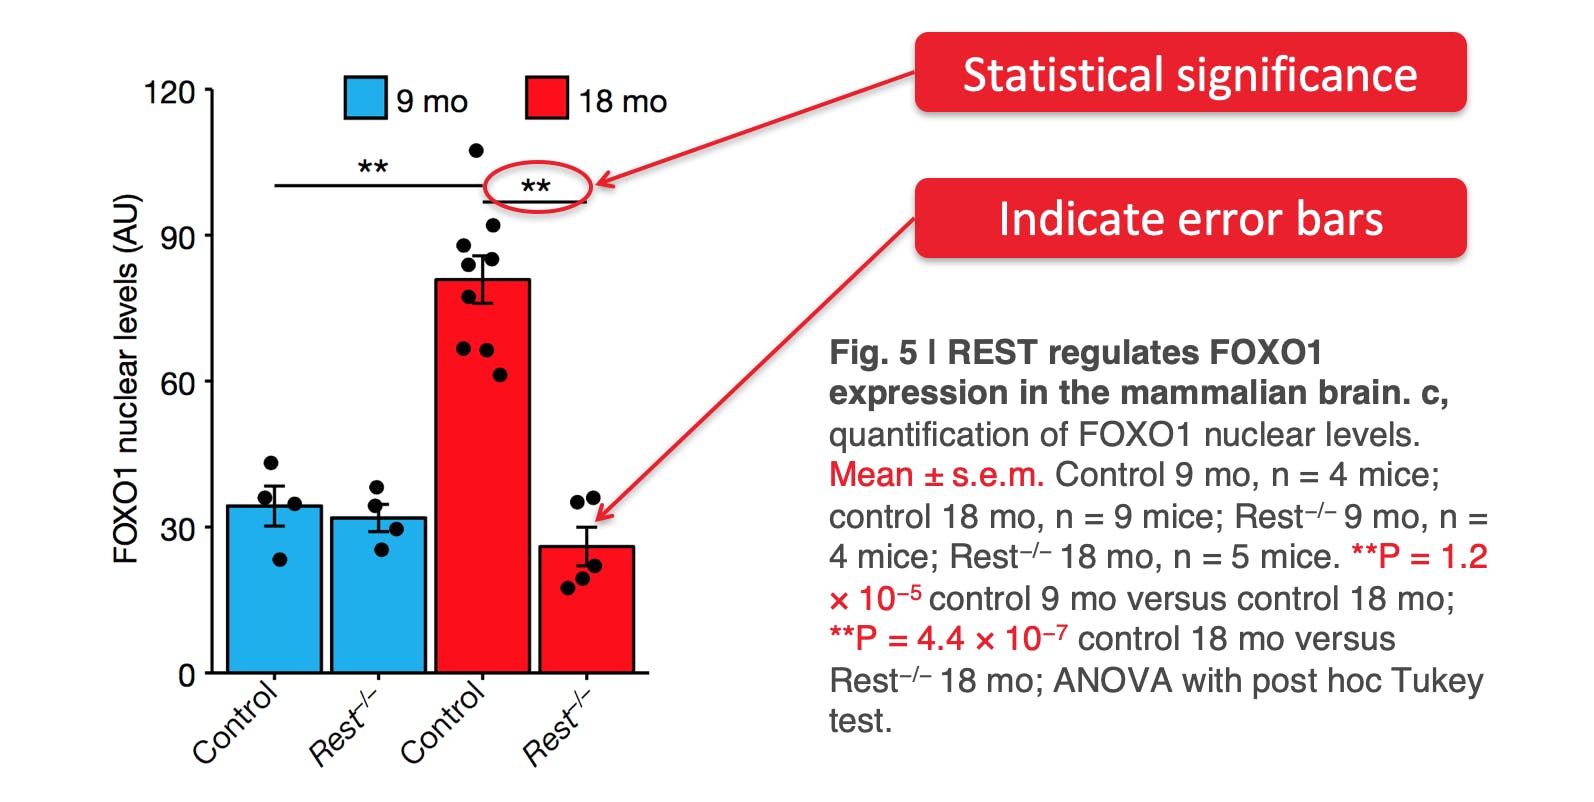 Statistical significance
120
9 mo
18 mo
**
**
Indicate error bars
90
60
30
0
FOXO1 nuclear levels (AU)
Control
Rest–/–
Control
Rest–/–
Fig. 5 | REST regulates FOXO1
expression in the mammalian brain. c,
quantification of FOXO1 nuclear levels.
Mean ± s.e.m. Control 9 mo, n = 4 mice;
control 18 mo, n = 9 mice; Rest–/– 9 mo, n =
4 mice; Rest–/– 18 mo, n = 5 mice. **P = 1.2
× 10–5 control 9 mo versus control 18 mo;
**P = 4.4 × 10–7 control 18 mo versus
Rest–/– 18 mo; ANOVA with post hoc Tukey
test.